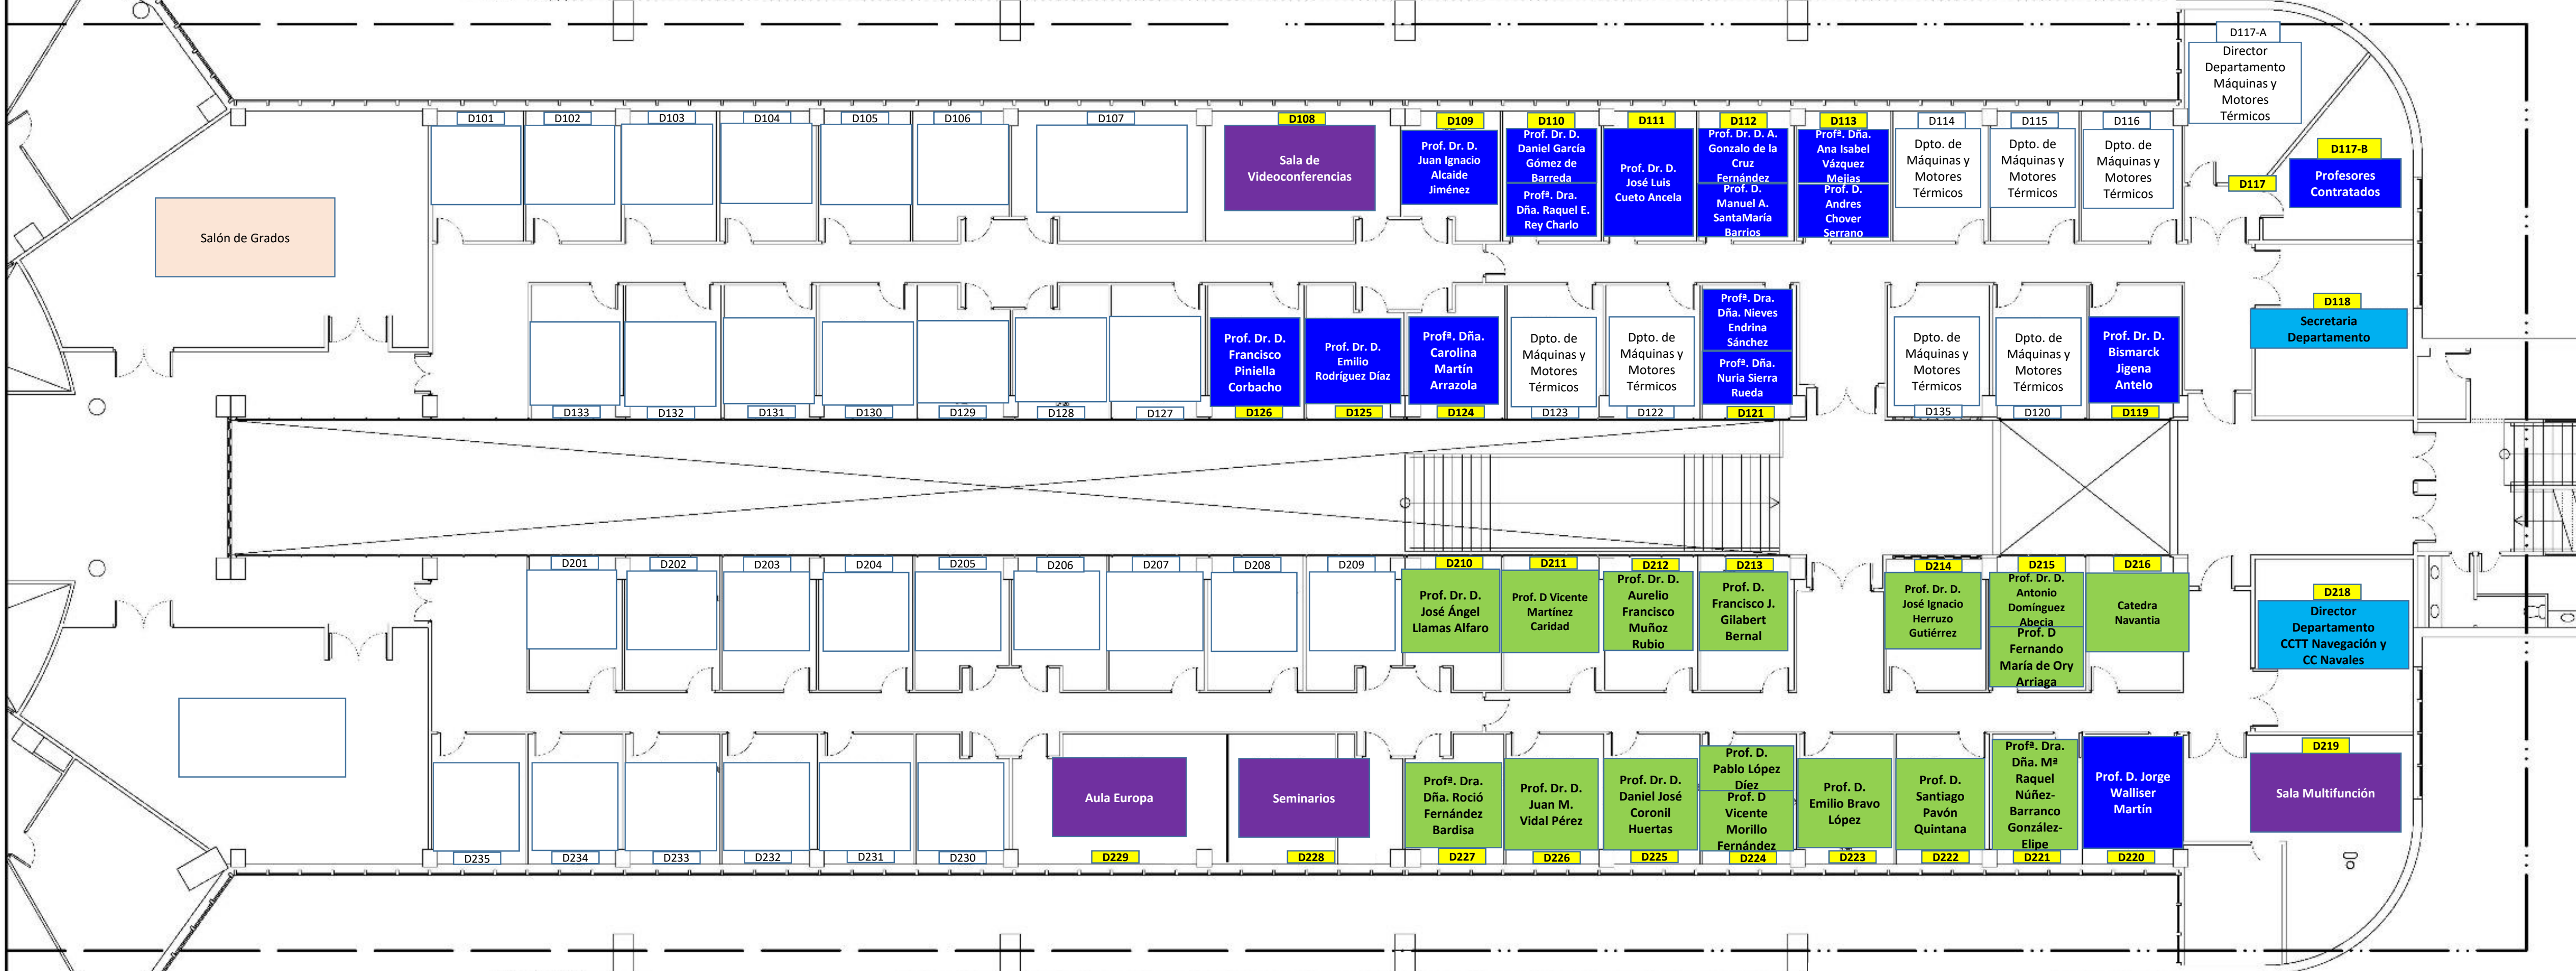 D117-A
Director
Departamento
Máquinas y
Motores
Térmicos
D101
D102
D103
D104
D105
D106
D107
D108
D109
D110
D111
D112
D113
D114
D115
D116
Sala de
Videoconferencias
Prof. Dr. D.
Juan Ignacio
Alcaide
Jiménez
Prof. Dr. D.
Daniel García
Gómez de
Barreda
Profª. Dra.
Dña. Raquel E.
Rey Charlo
Prof. Dr. D.
José Luis
Cueto Ancela
Prof. Dr. D. A.
Gonzalo de la
Cruz
Fernández
Prof. D.
Manuel A.
SantaMaría
Barrios
Profª. Dña.
Ana Isabel
Vázquez
Mejias
Prof. D.
Andres
Chover
Serrano
Dpto. de
Máquinas y
Motores
Térmicos
Dpto. de
Máquinas y
Motores
Térmicos
Dpto. de
Máquinas y
Motores
Térmicos
D117-B
Profesores
Contratados
D117
Salón de Grados
D118
Secretaria
Departamento
Prof. Dr. D.
Francisco
Piniella
Corbacho
Prof. Dr. D.
Emilio
Rodríguez Díaz
Profª. Dña.
Carolina
Martín
Arrazola
Dpto. de
Máquinas y
Motores
Térmicos
Dpto. de
Máquinas y
Motores
Térmicos
Profª. Dra.
Dña. Nieves
Endrina
Sánchez
Profª. Dña.
Nuria Sierra
Rueda
Dpto. de
Máquinas y
Motores
Térmicos
Dpto. de
Máquinas y
Motores
Térmicos
Prof. Dr. D.
Bismarck
Jigena
Antelo
D133
D132
D131
D130
D129
D128
D127
D126
D125
D124
D123
D122
D121
D135
D120
D119
D201
D202
D203
D204
D205
D206
D207
D208
D209
D210
D211
D212
D213
D214
D215
D216
Prof. Dr. D.
José Ángel
Llamas Alfaro
Prof. D Vicente
Martínez
Caridad
Prof. Dr. D.
Aurelio
Francisco
Muñoz
Rubio
Prof. D.
Francisco J.
Gilabert
Bernal
Prof. Dr. D.
José Ignacio
Herruzo
Gutiérrez
Prof. Dr. D.
Antonio
Domínguez
Abecia
Prof. D
Fernando
María de Ory
Arriaga
Catedra
Navantia
D218
Director
Departamento
CCTT Navegación y
CC Navales
Aula Europa
Seminarios
Profª. Dra.
Dña. Roció
Fernández
Bardisa
Prof. Dr. D.
Juan M.
Vidal Pérez
Prof. Dr. D.
Daniel José
Coronil
Huertas
Prof. D.
Pablo López
Díez
Prof. D
Vicente
Morillo
Fernández
Prof. D.
Emilio Bravo
López
Prof. D.
Santiago
Pavón
Quintana
Profª. Dra.
Dña. Mª
Raquel
Núñez-
Barranco
González-
Elipe
Prof. D. Jorge
Walliser
Martín
D219
Sala Multifunción
D235
D234
D233
D232
D231
D230
D229
D228
D227
D226
D225
D224
D223
D222
D221
D220